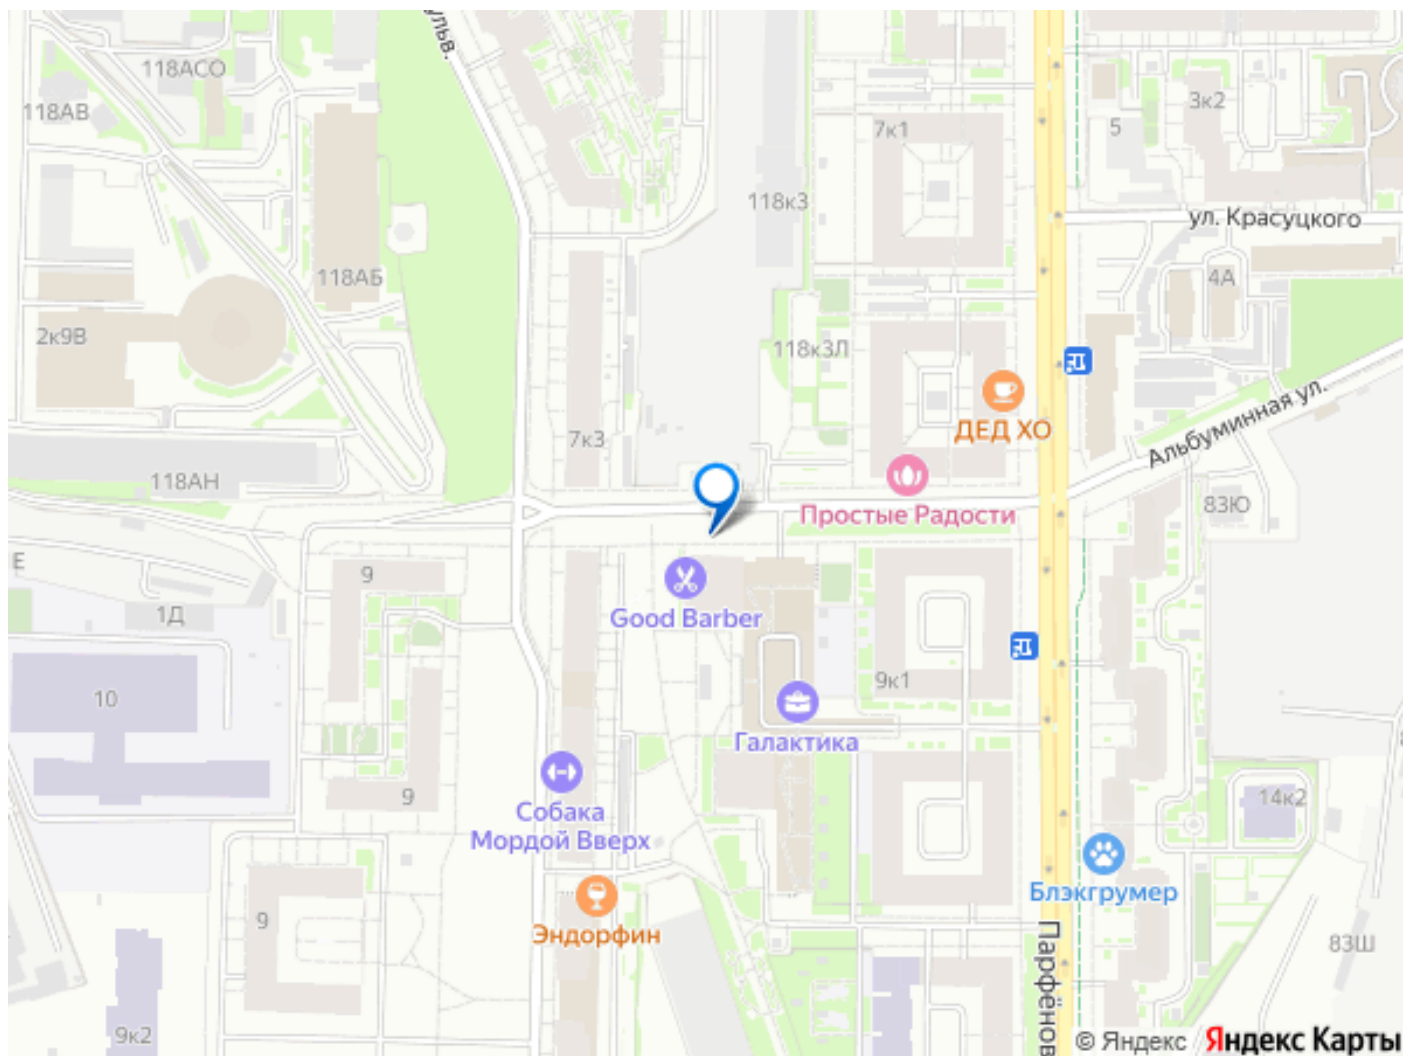 ульв.
118АСО
118АВ
7к1
3к2
5
118к3
ул. Красуцкого
118АБ
4А
2к9В
118к3Л
ДЕД ХО
Альбуминная ул.
7к3
118АН
Простые Радости
83Ю
Е
9
Good Barber
1Д
10
9к1
Галактика
9
Собака
Мордой Вверх
14к2
Блэкгрумер
9
Эндорфин
Парфёнов
83Ш
9к2
© Яндекс Яндекс Карты